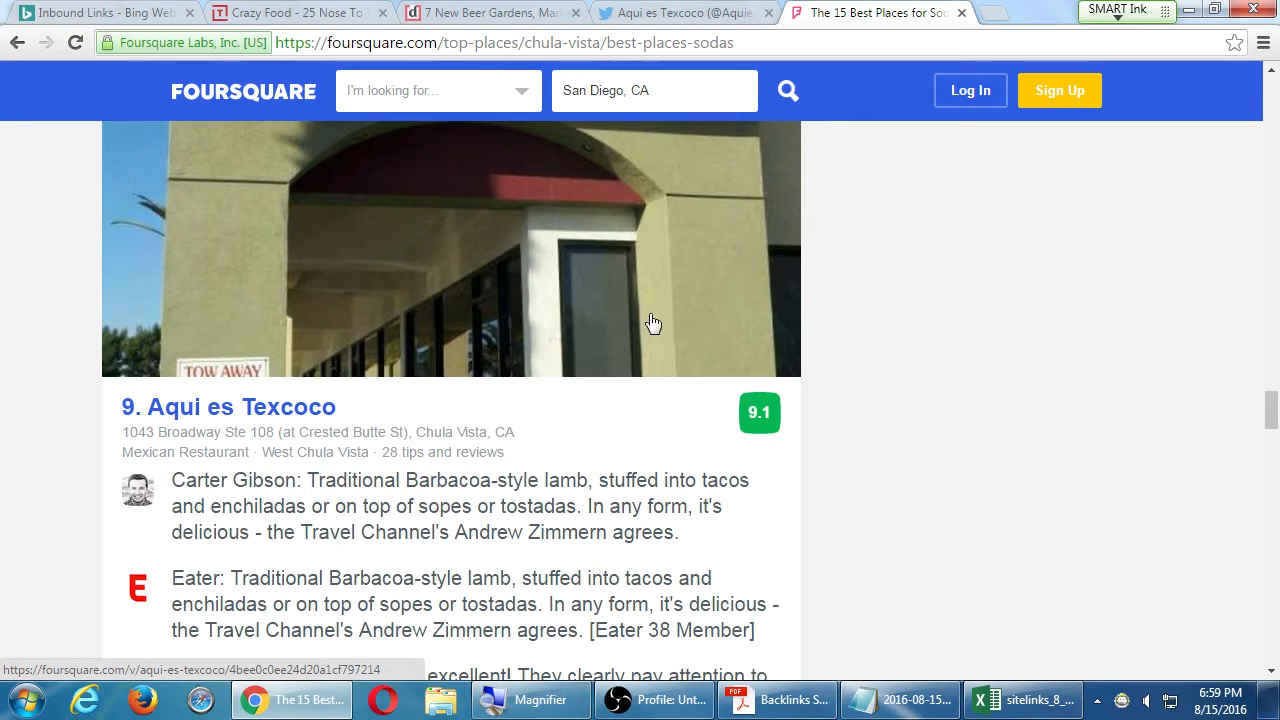 Inbound Links - Bing Web
Crazy Food - 25 Nose To T
7 New Beer Gardens, Mar
Aqui es Texcoco (@Aquie
The 15 Best Places for Sod
SMART Ink
Foursquare Labs, Inc. [US]
https://foursquare.com/top-places/chula-vista/best-places-sodas
FOURSQUARE
I'm looking for...
San Diego, CA
Log In
Sign Up
TOW AWAY
9. Aqui es Texcoco
9.1
1043 Broadway Ste 108 (at Crested Butte St), Chula Vista, CA
Mexican Restaurant · West Chula Vista · 28 tips and reviews
Carter Gibson: Traditional Barbacoa-style lamb, stuffed into tacos
and enchiladas or on top of sopes or tostadas. In any form, it's
delicious - the Travel Channel's Andrew Zimmern agrees.
E
Eater: Traditional Barbacoa-style lamb, stuffed into tacos and
enchiladas or on top of sopes or tostadas. In any form, it's delicious -
the Travel Channel's Andrew Zimmern agrees. [Eater 38 Member]
excellent! They clearly pay attention to
https://foursquare.com/v/aqui-es-texcoco/4bee0c0ee24d20a1cf797214
The 15 Best...
Magnifier
Profile: Unt...
PDF
Backlinks S...
2016-08-15...
sitelinks_8_...
6:59 PM
8/15/2016